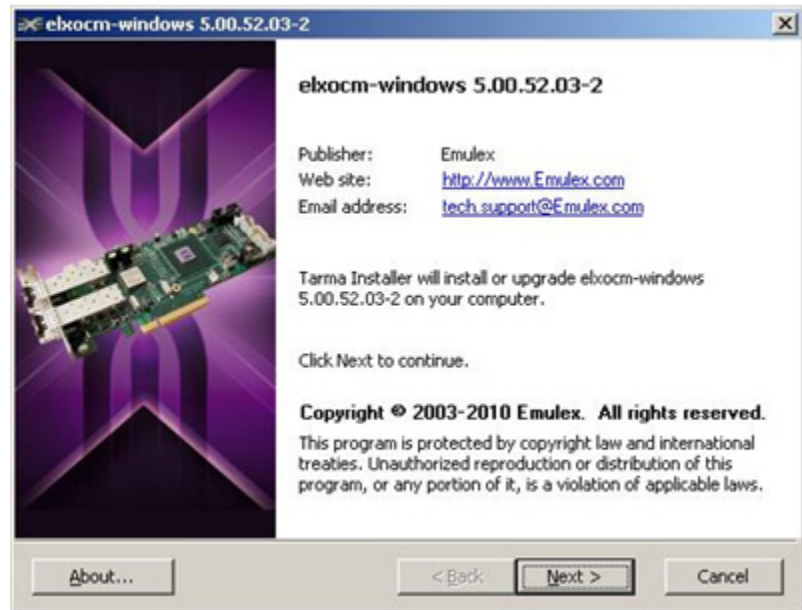 elxocm-windows 5.00.52.03-2
elxocm-windows 5.00.52.03-2
Publisher: Emulex
Web site: http://www.Emulex.com
Email address: tech.support@Emulex.com
Tarma Installer will install or upgrade elxocm-windows
5.00.52.03-2 on your computer.
Click Next to continue.
Copyright © 2003-2010 Emulex. All rights reserved.
This program is protected by copyright law and international
treaties. Unauthorized reproduction or distribution of this
program, or any portion of it, is a violation of applicable laws.
About...
< Back
Next >
Cancel